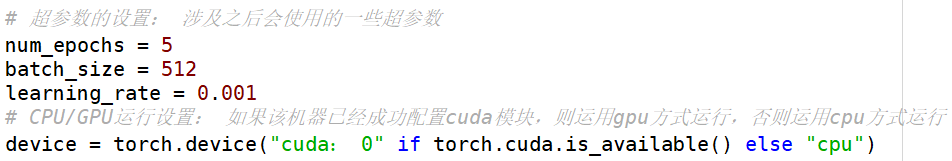 # 超参数的设置： 涉及之后会使用的一些超参数
num_epochs = 5
batch_size = 512
learning_rate = 0.001
# CPU/GPU运行设置： 如果该机器已经成功配置cuda模块，则运用gpu方式运行，否则运用cpu方式运行
device = torch.device("cuda： 0" if torch.cuda.is_available() else "cpu")